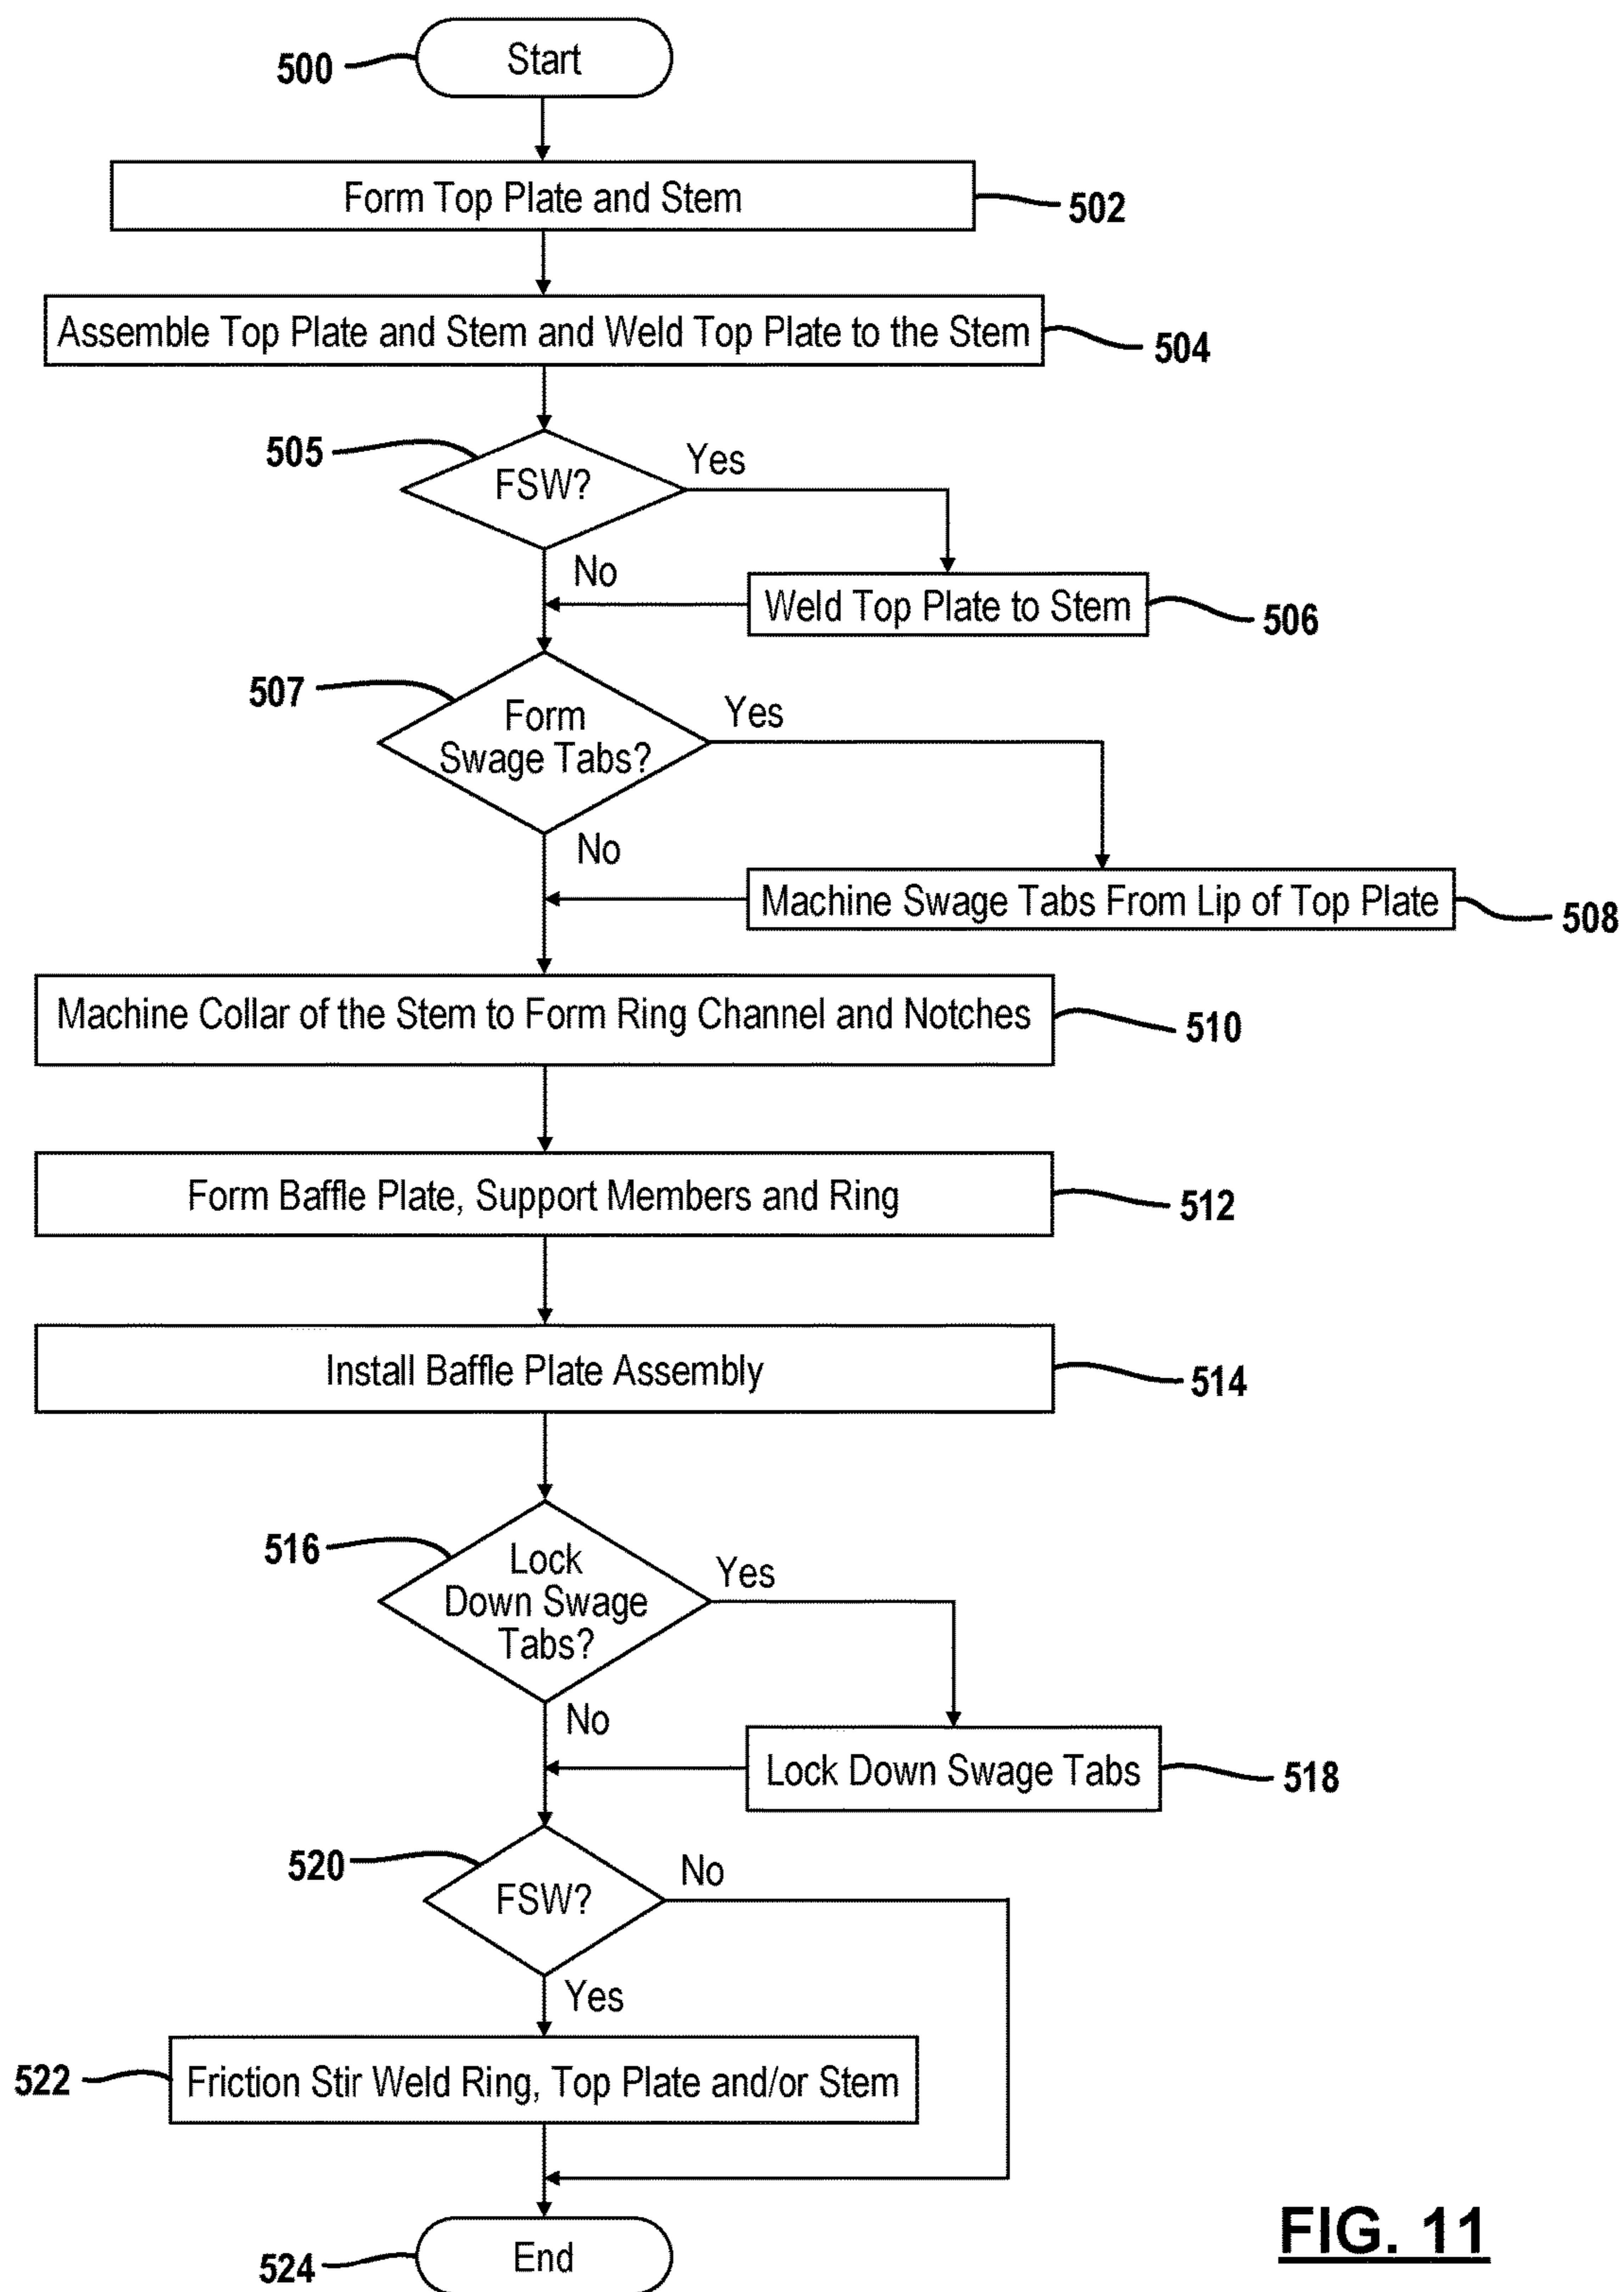 500
Start
Form Top Plate and Stem
502
Assemble Top Plate and Stem and Weld Top Plate to the Stem
504
505
FSW?
Yes
No
Weld Top Plate to Stem
506
507
Form
Swage Tabs?
Yes
No
Machine Swage Tabs From Lip of Top Plate
508
Machine Collar of the Stem to Form Ring Channel and Notches
510
Form Baffle Plate, Support Members and Ring
512
Install Baffle Plate Assembly
514
516
Lock
Down Swage
Tabs?
Yes
No
Lock Down Swage Tabs
518
520
FSW?
No
Yes
522
Friction Stir Weld Ring, Top Plate and/or Stem
524
End
FIG. 11